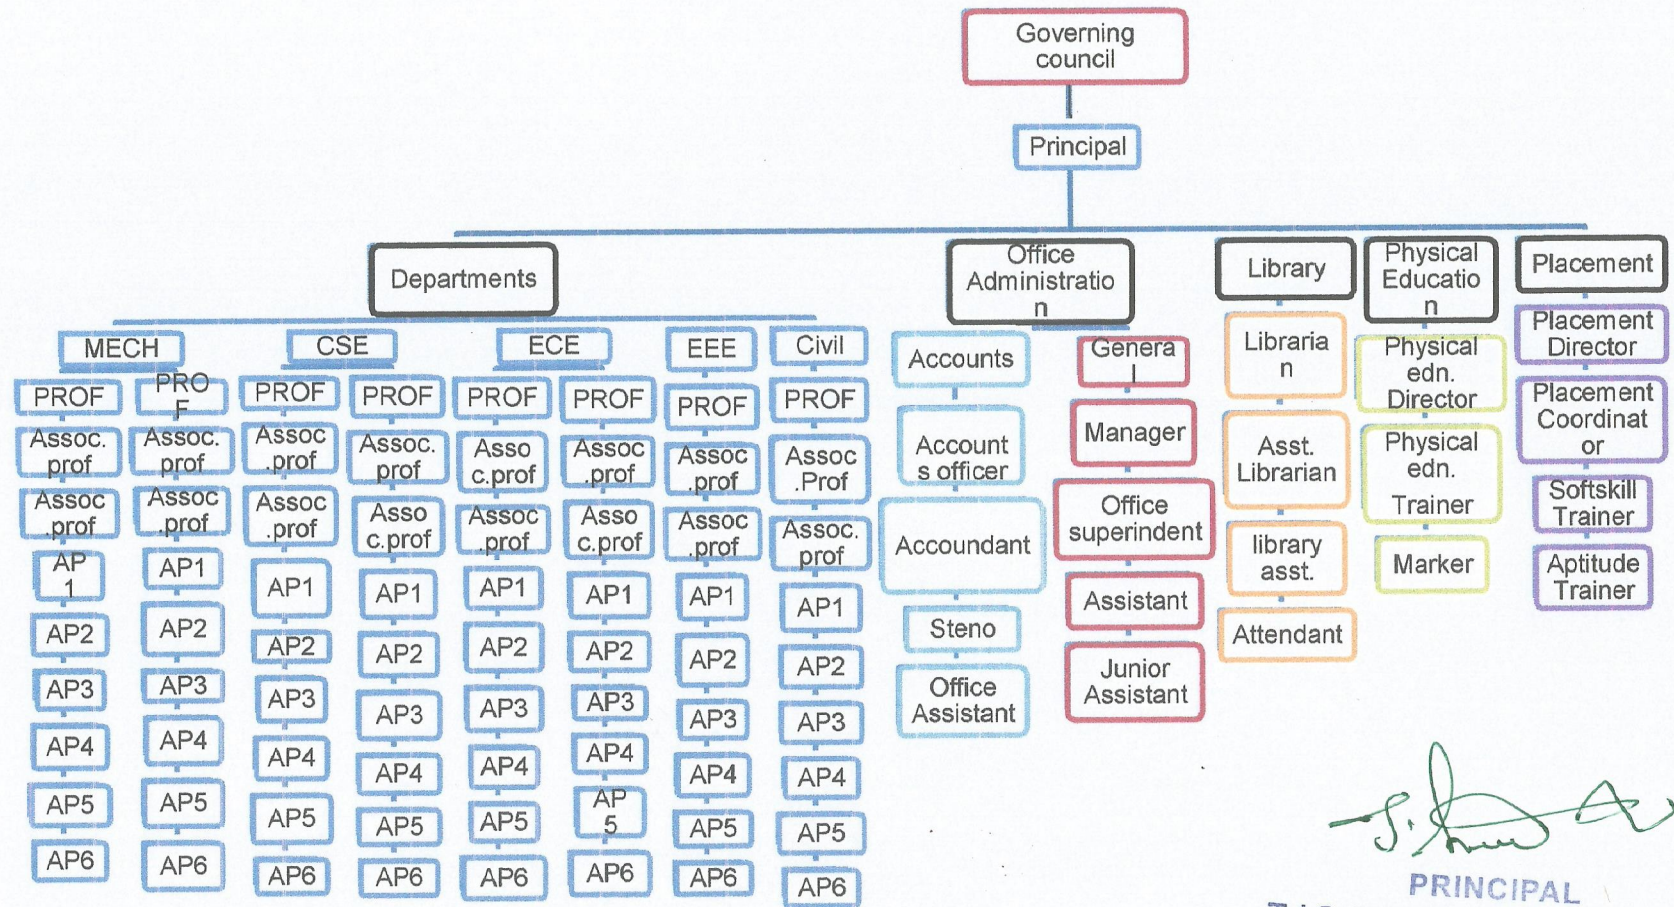 Governing
council
Principal
Departments
Office
Administratio
n
Library
Physical
Educatio
n
Placement
MECH
CSE
ECE
EEE
Civil
PROF
Assoc.
prof
Assoc
.prof
AP
1
AP2
AP3
AP4
AP5
AP6
PRO
F
Assoc.
prof
Assoc
.prof
AP1
AP2
AP3
AP4
AP5
AP6
PROF
Assoc
.prof
Assoc
.prof
AP1
AP2
AP3
AP4
AP5
AP6
PROF
Assoc.
prof
Asso
c.prof
AP1
AP2
AP3
AP4
AP5
AP6
PROF
Asso
c.prof
Assoc
.prof
AP1
AP2
AP3
AP4
AP5
AP6
PROF
Assoc
.prof
Asso
c.prof
AP1
AP2
AP3
AP4
AP
5
AP6
PROF
Assoc
.prof
Assoc
.prof
AP1
AP2
AP3
AP4
AP5
AP6
PROF
Assoc
.Prof
Assoc.
prof
AP1
AP2
AP3
AP4
AP5
AP6
Accounts
Account
s officer
Accoundant
Steno
Office
Assistant
Genera
l
Manager
Office
superindent
Assistant
Junior
Assistant
Libraria
n
Asst.
Librarian
library
asst.
Attendant
Physical
edn.
Director
Physical
edn.
Trainer
Marker
Placement
Director
Placement
Coordinat
or
Softskill
Trainer
Aptitude
Trainer
PRINCIPAL